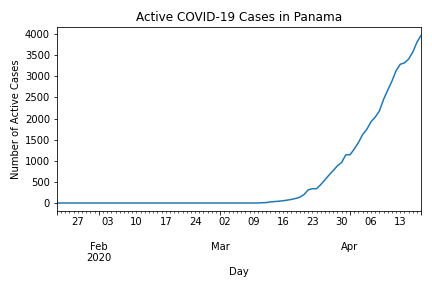 Active COVID-19 Cases in Panama
4000
3500
3000
2500
2000
1500
1000
500
0
Number of Active Cases
27 03 10 17 24 02 09 16 23 30 06 13
Feb Mar Apr
2020
Day